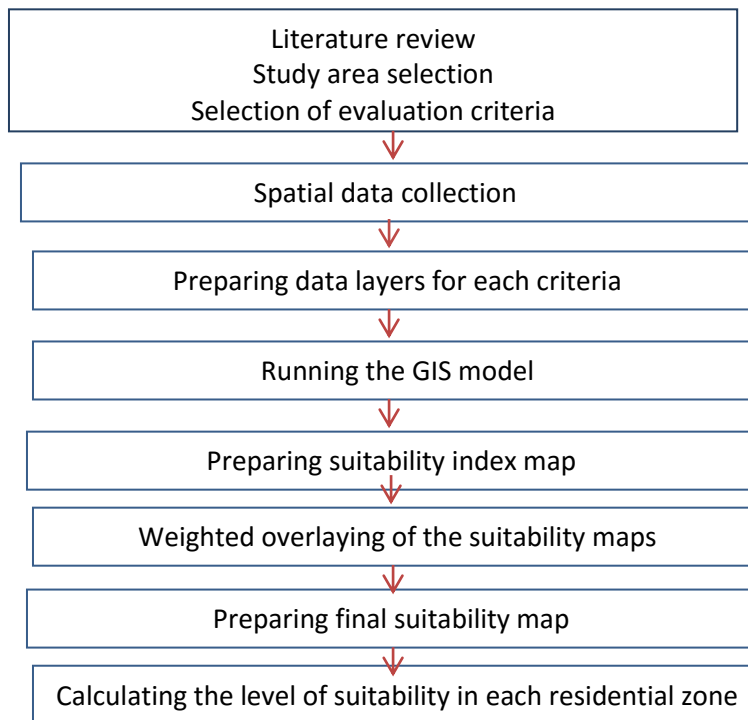 Literature review
Study area selection
Selection of evaluation criteria
Spatial data collection
Preparing data layers for each criteria
Running the GIS model
Preparing suitability index map
Weighted overlaying of the suitability maps
Preparing final suitability map
Calculating the level of suitability in each residential zone